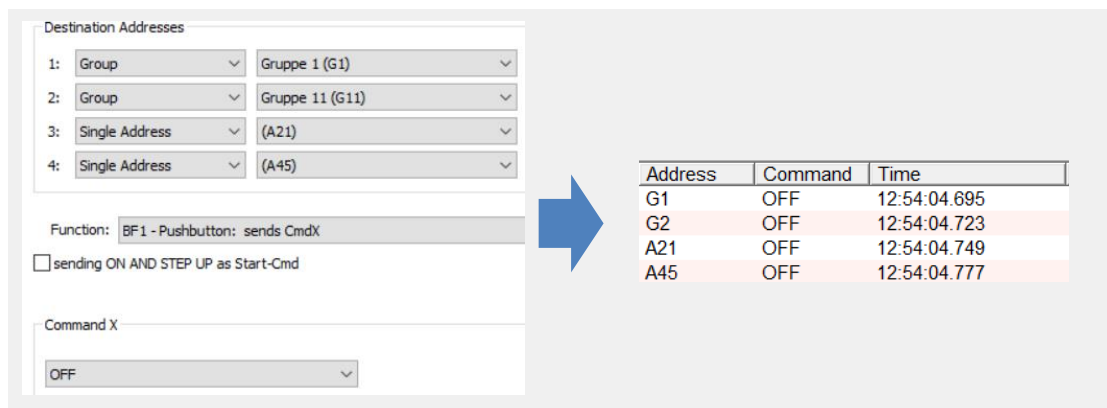 Destination Addresses
1: Group Gruppe 1 (G1)
2: Group Gruppe 11 (G11)
3: Single Address (A21)
4: Single Address (A45)
Function: BF1 - Pushbutton: sends CmdX
sending ON AND STEP UP as Start-Cmd
Command X
OFF
Address Command Time
G1 OFF 12:54:04.695
G2 OFF 12:54:04.723
A21 OFF 12:54:04.749
A45 OFF 12:54:04.777